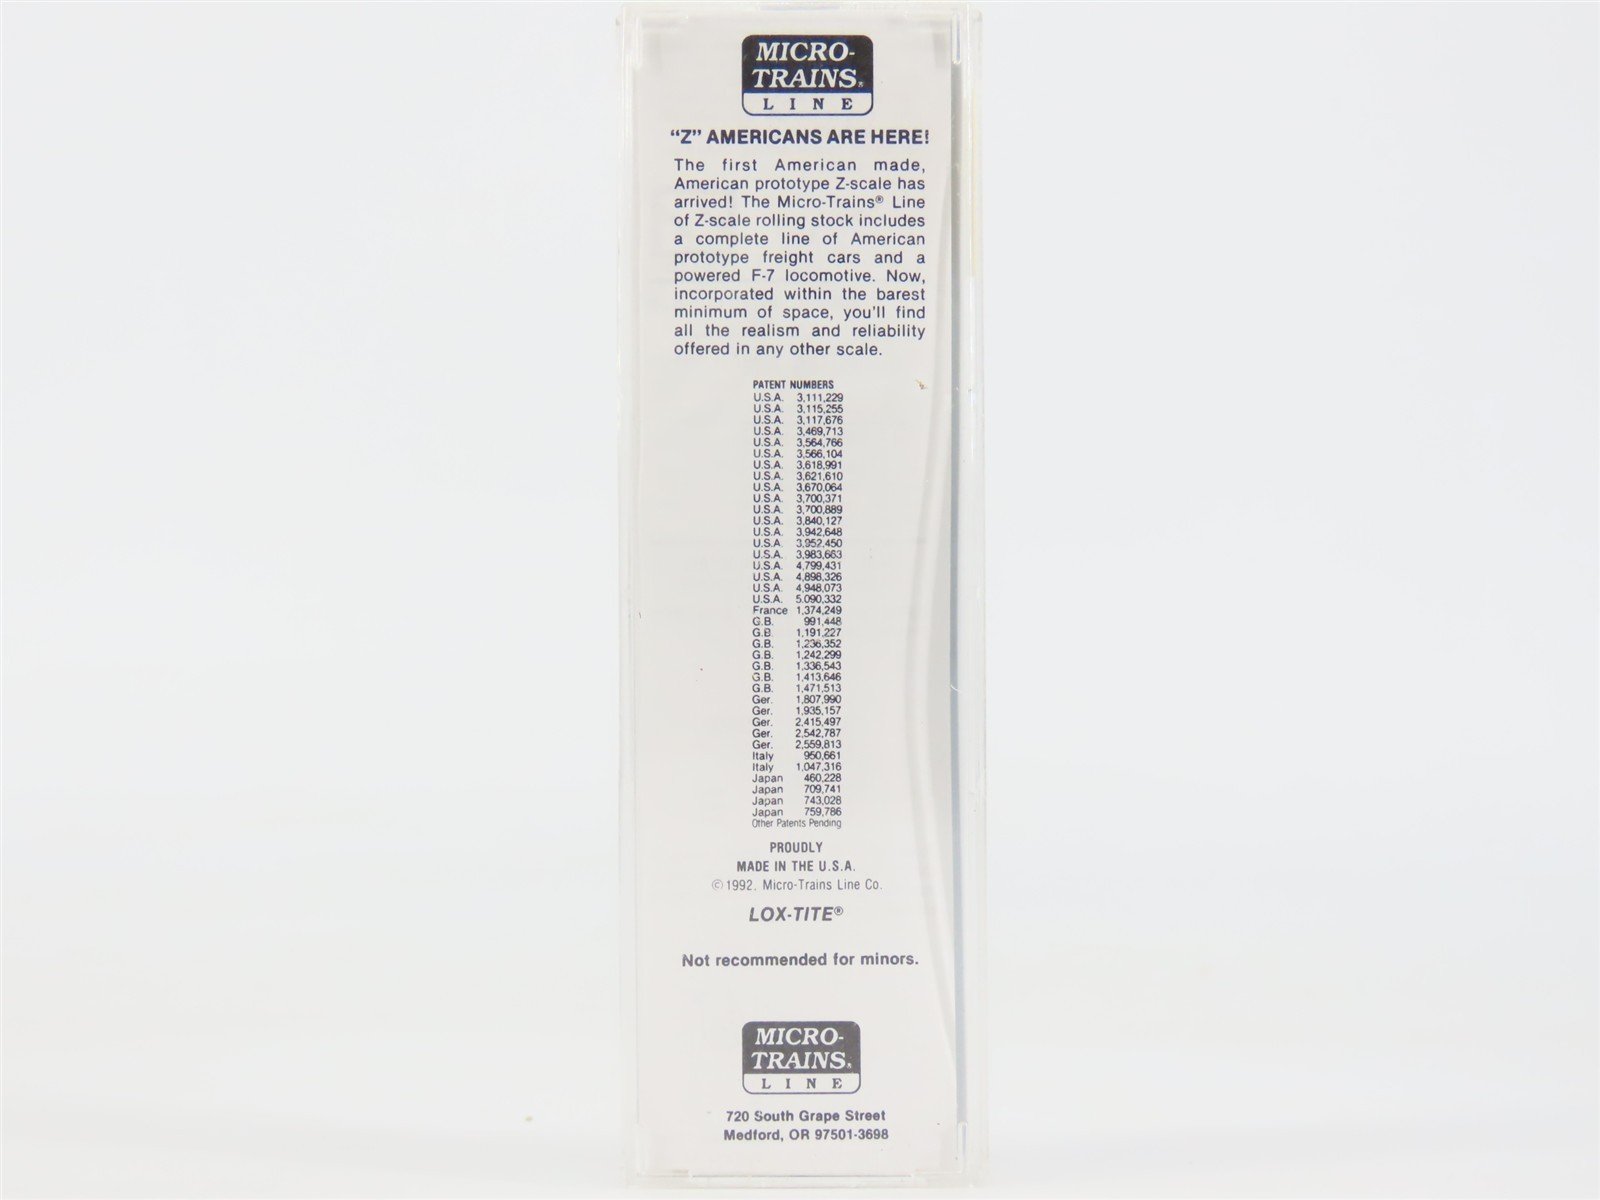 MICRO-
TRAINS®
LINE
"Z" AMERICANS ARE HERE!
The first American made,
American prototype Z-scale has
arrived! The Micro-Trains® Line
of Z-scale rolling stock includes
a complete line of American
prototype freight cars and a
powered F-7 locomotive. Now,
incorporated within the barest
minimum of space, you'll find
all the realism and reliability
offered in any other scale.
PATENT NUMBERS
U.S.A. 3,111,229
U.S.A. 3,115,255
U.S.A. 3,117,676
U.S.A. 3,469,713
U.S.A. 3,564,766
U.S.A. 3,566,104
U.S.A. 3,618,991
U.S.A. 3,621,610
U.S.A. 3,670,064
U.S.A. 3,700,371
U.S.A. 3,700,889
U.S.A. 3,840,127
U.S.A. 3,942,648
U.S.A. 3,952,450
U.S.A. 3,983,663
U.S.A. 4,799,431
U.S.A. 4,898,326
U.S.A. 4,948,073
U.S.A. 5,090,332
France 1,374,249
G.B. 991,448
G.B. 1,191,227
G.B. 1,236,352
G.B. 1,242,299
G.B. 1,336,543
G.B. 1,413,646
G.B. 1,471,513
Ger. 1,807,990
Ger. 1,935,157
Ger. 2,415,497
Ger. 2,542,787
Ger. 2,559,813
Italy 950,661
Italy 1,047,316
Japan 460,228
Japan 709,741
Japan 743,028
Japan 759,786
Other Patents Pending
PROUDLY
MADE IN THE U.S.A.
©1992, Micro-Trains Line Co.
LOX-TITE®
Not recommended for minors.
MICRO-
TRAINS®
LINE
720 South Grape Street
Medford, OR 97501-3698